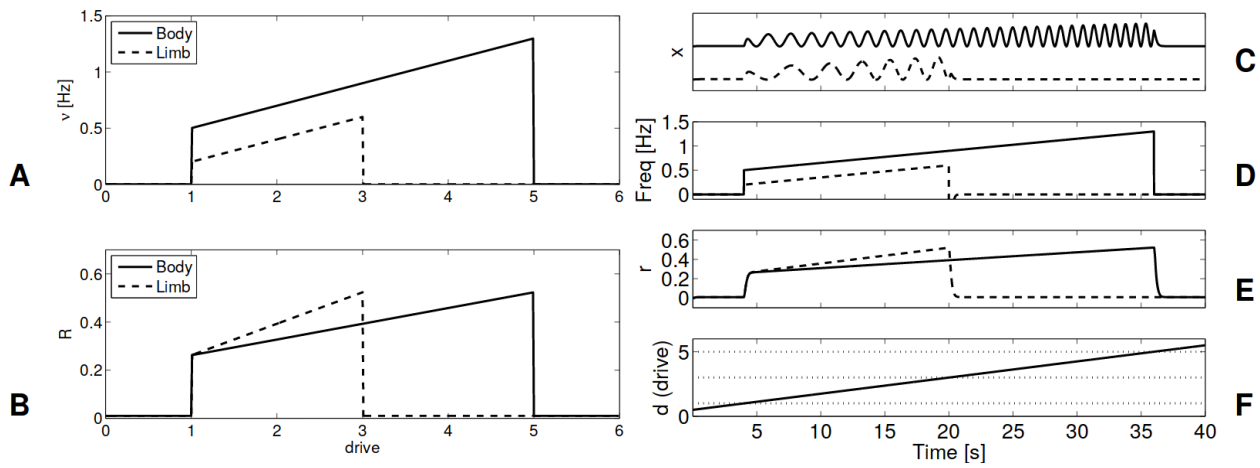 A
ν [Hz]
1.5
1
0.5
0
Body
Limb
0 1 2 3 4 5 6
B
R
0.6
0.4
0.2
0
Body
Limb
0 1 2 3 4 5 6
drive
x
C
Freq [Hz]
1.5
1
0.5
0
D
r
0.6
0.4
0.2
0
E
d (drive)
5
0
F
5 10 15 20 25 30 35 40
Time [s]